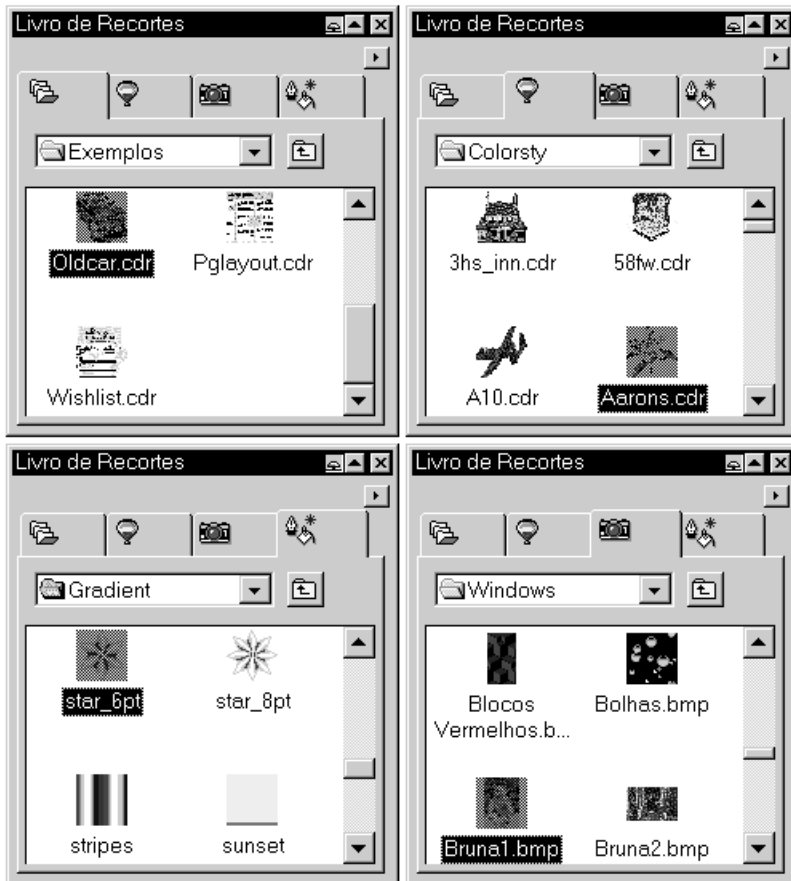 Livro de Recortes
Exemplos
Oldcar.cdr Pglayout.cdr
Wishlist.cdr
Livro de Recortes
Colorsty
3hs_inn.cdr 58fw.cdr
A10.cdr Aarons.cdr
Livro de Recortes
Gradient
star_6pt star_8pt
stripes sunset
Livro de Recortes
Windows
Blocos Bolhas.bmp
Vermelhos.b...
Bruna1.bmp Bruna2.bmp